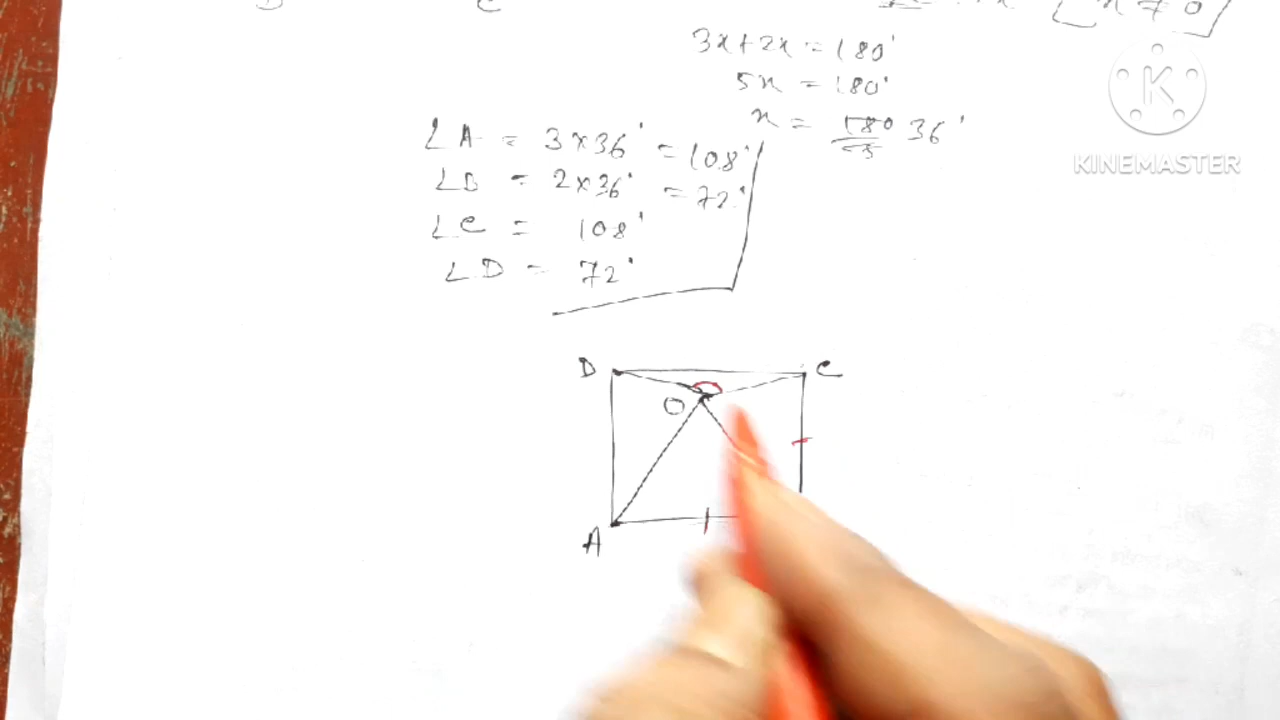 3x+2x = 180°
5x = 180°
x = 180/5 36°
∠A = 3×36° = 108°
∠B = 2×36° = 72°
∠C = 108°
∠D = 72°
K
KINEMASTER
D C
O
A